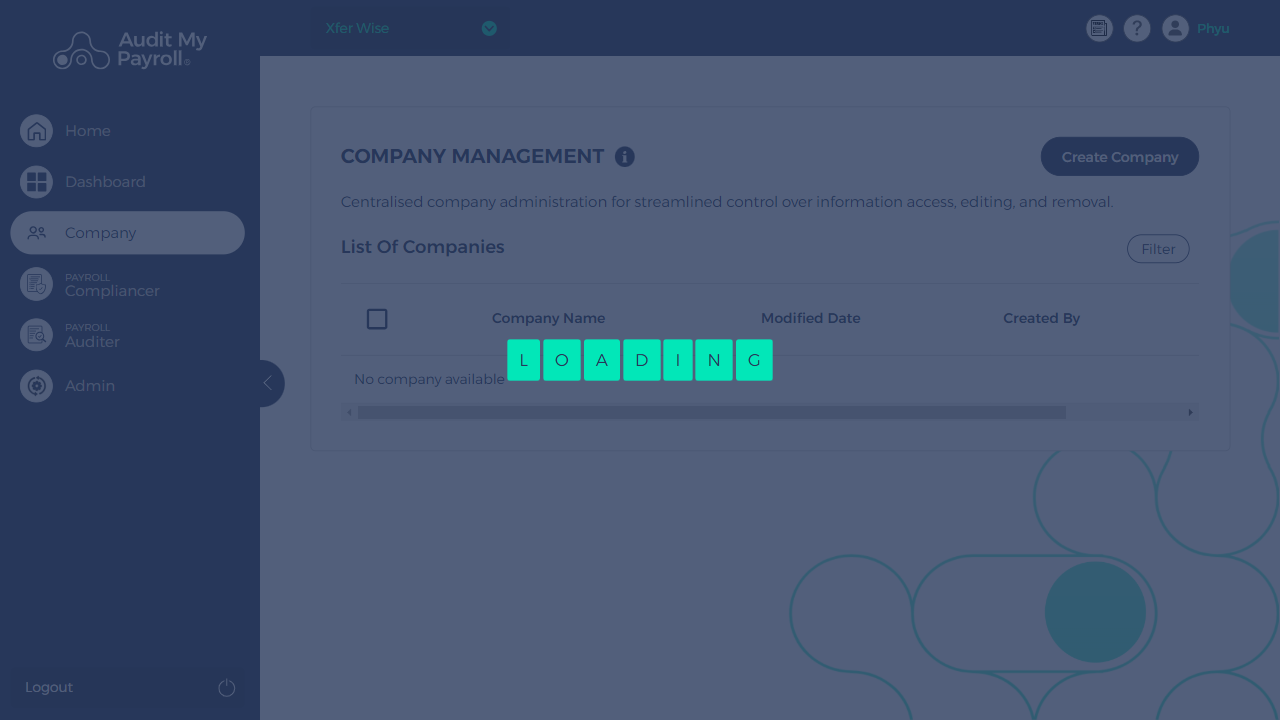 Audit My
Payroll®
Xfer Wise
Phyu
Home
Dashboard
Company
PAYROLL
Compliancer
PAYROLL
Auditer
Admin
Logout
COMPANY MANAGEMENT
Create Company
Centralised company administration for streamlined control over information access, editing, and removal.
List Of Companies
Filter
Company Name Modified Date Created By
LOADING
No company available